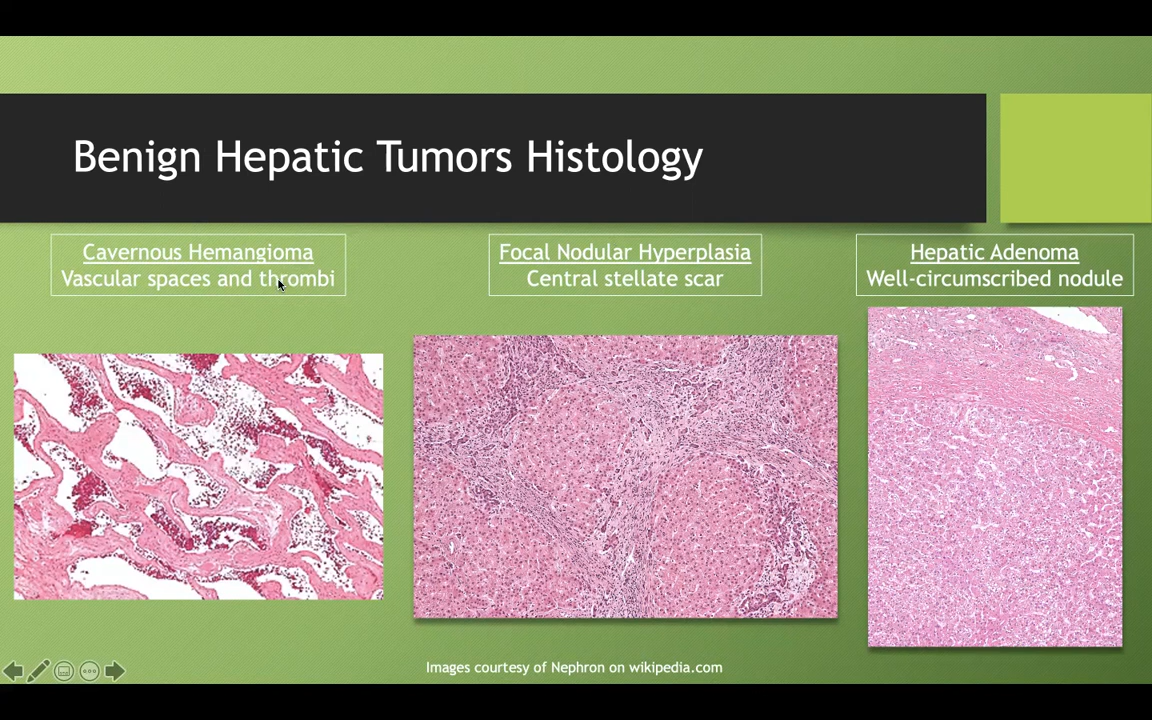 Benign Hepatic Tumors Histology
Cavernous Hemangioma
Vascular spaces and thrombi
Focal Nodular Hyperplasia
Central stellate scar
Hepatic Adenoma
Well-circumscribed nodule
Images courtesy of Nephron on wikipedia.com